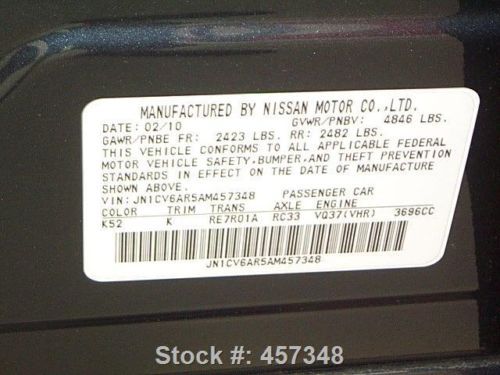 MANUFACTURED BY NISSAN MOTOR CO.,LTD.
DATE: 02/10 GVWR/PNBV: 4846 LBS.
GAWR/PNBE FR: 2423 LBS. RR: 2482 LBS.
THIS VEHICLE CONFORMS TO ALL APPLICABLE FEDERAL
MOTOR VEHICLE SAFETY,BUMPER,AND THEFT PREVENTION
STANDARDS IN EFFECT ON THE DATE OF MANUFACTURE
SHOWN ABOVE.
VIN: JN1CV6AR5AM457348 PASSENGER CAR
COLOR TRIM TRANS AXLE ENGINE
K52 K RE7R01A RC33 VQ37(VHR) 3696CC
JN1CV6AR5AM457348
Stock #: 457348